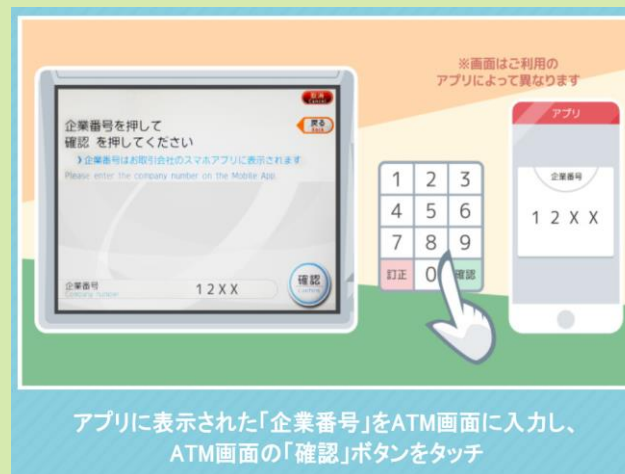 ※画面はご利用の
アプリによって異なります
取消
Cancel
企業番号を押して
確認 を押してください
戻る
BACK
》企業番号はお取引会社のスマホアプリに表示されます
Please enter the company number on the Mobile App.
企業番号
Company number
12XX
確認
1 2 3
4 5 6
7 8 9
訂正 0 確認
アプリ
企業番号
12XX
アプリに表示された「企業番号」をATM画面に入力し、
ATM画面の「確認」ボタンをタッチ